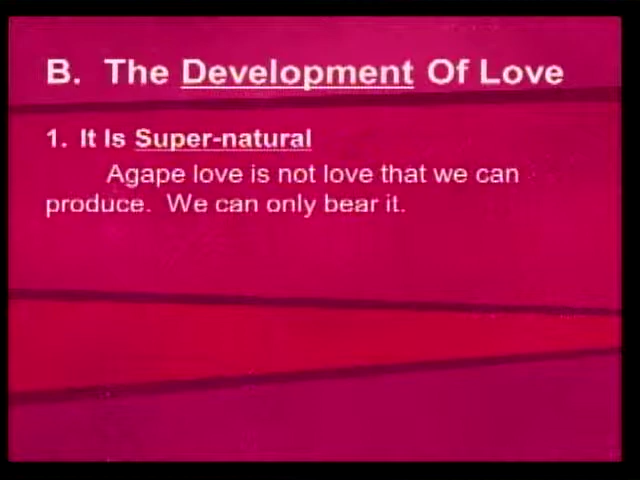 B. The Development Of Love
1. It Is Super-natural
Agape love is not love that we can
produce. We can only bear it.